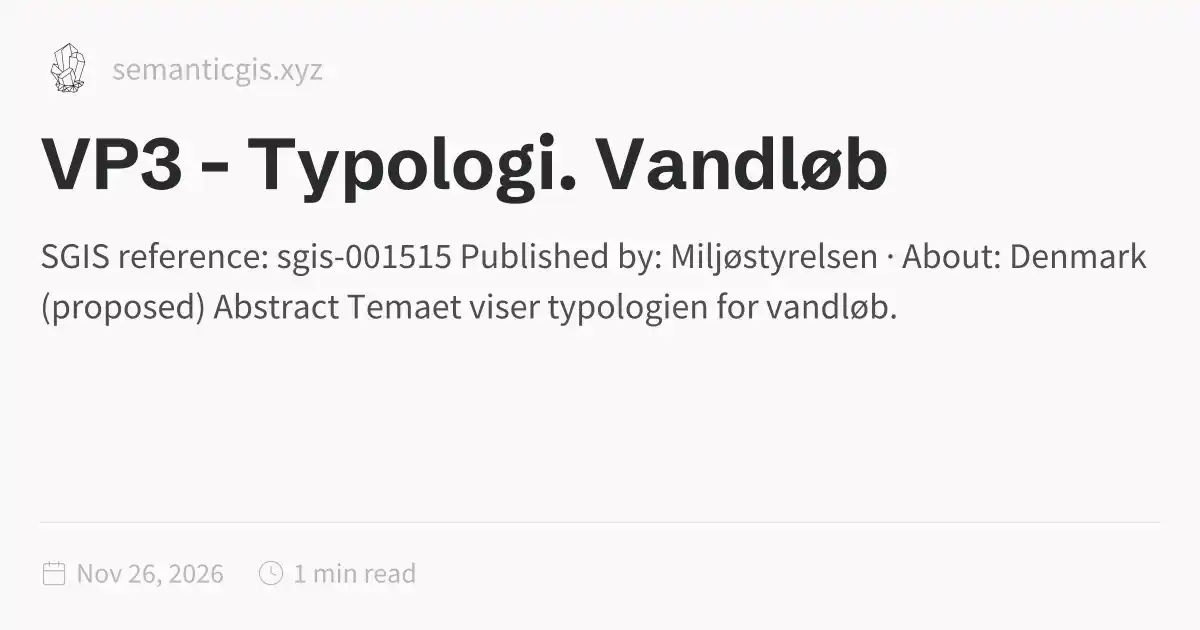 semanticgis.xyz
VP3 - Typologi. Vandløb
SGIS reference: sgis-001515 Published by: Miljøstyrelsen · About: Denmark
(proposed) Abstract Temaet viser typologien for vandløb.
Nov 26, 2026 1 min read